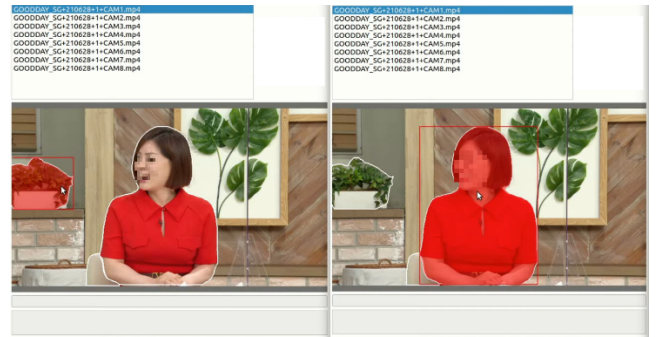 GOODDAY_SG+210628+1+CAM1.mp4
GOODDAY_SG+210628+1+CAM2.mp4
GOODDAY_SG+210628+1+CAM3.mp4
GOODDAY_SG+210628+1+CAM4.mp4
GOODDAY_SG+210628+1+CAM5.mp4
GOODDAY_SG+210628+1+CAM6.mp4
GOODDAY_SG+210628+1+CAM7.mp4
GOODDAY_SG+210628+1+CAM8.mp4
GOODDAY_SG+210628+1+CAM1.mp4
GOODDAY_SG+210628+1+CAM2.mp4
GOODDAY_SG+210628+1+CAM3.mp4
GOODDAY_SG+210628+1+CAM4.mp4
GOODDAY_SG+210628+1+CAM5.mp4
GOODDAY_SG+210628+1+CAM6.mp4
GOODDAY_SG+210628+1+CAM7.mp4
GOODDAY_SG+210628+1+CAM8.mp4